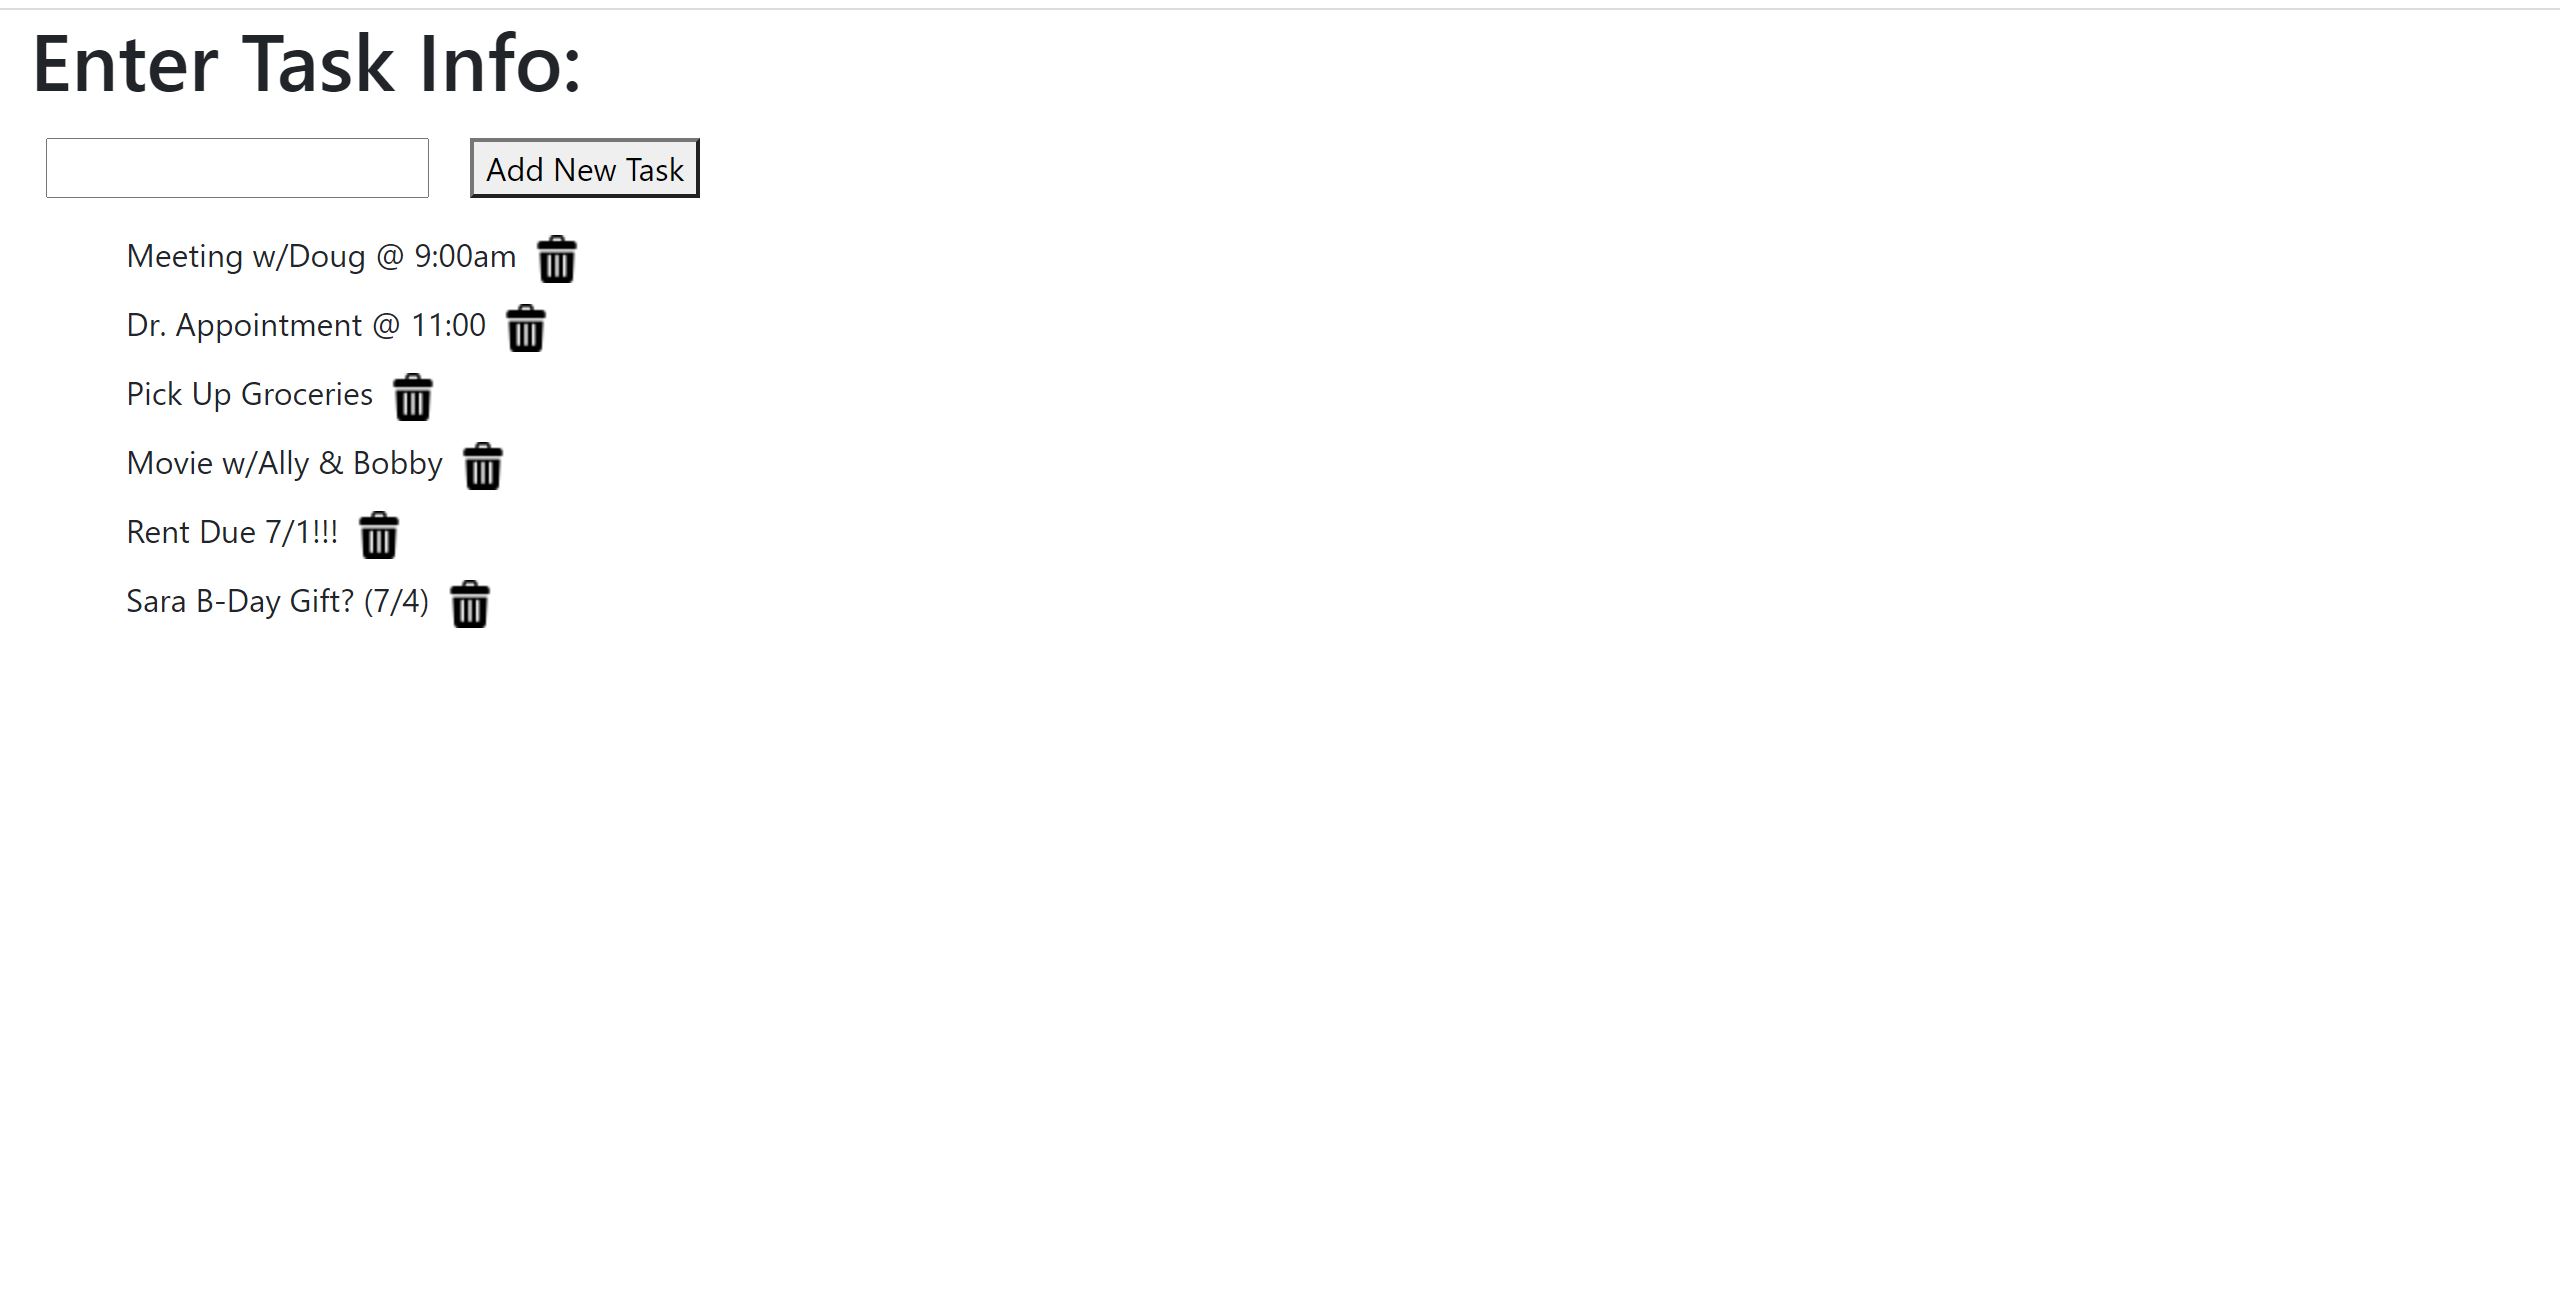 Enter Task Info:
Add New Task
Meeting w/Doug @ 9:00am
Dr. Appointment @ 11:00
Pick Up Groceries
Movie w/Ally & Bobby
Rent Due 7/1!!!
Sara B-Day Gift? (7/4)